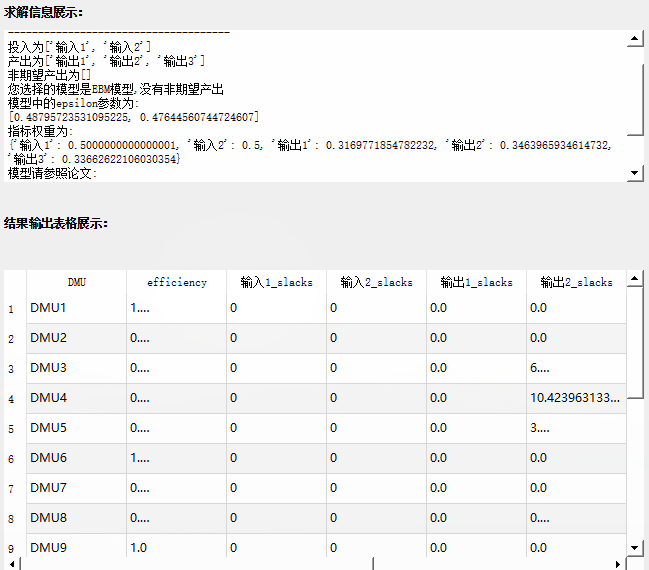 求解信息展示：
------------------------------------
投入为['输入1', '输入2']
产出为['输出1', '输出2', '输出3']
非期望产出为[]
您选择的模型是EBM模型,没有非期望产出
模型中的epsilon参数为:
[0.48795723531095225, 0.47644560744724607]
指标权重为:
{'输入1': 0.5000000000000001, '输入2': 0.5, '输出1': 0.3169771854782232, '输出2': 0.3463965934614732,
'输出3': 0.33662622106030354}
模型请参照论文:
结果输出表格展示：
DMU efficiency 输入1_slacks 输入2_slacks 输出1_slacks 输出2_slacks
1 DMU1 1.... 0 0 0.0 0.0
2 DMU2 0.... 0 0 0.0 0.0
3 DMU3 0.... 0 0 0.0 6....
4 DMU4 0.... 0 0 0.0 10.423963133...
5 DMU5 0.... 0 0 0.0 3....
6 DMU6 1.... 0 0 0.0 0.0
7 DMU7 0.... 0 0 0.0 0.0
8 DMU8 0.... 0 0 0.0 0....
9 DMU9 1.0 0 0 0.0 0.0